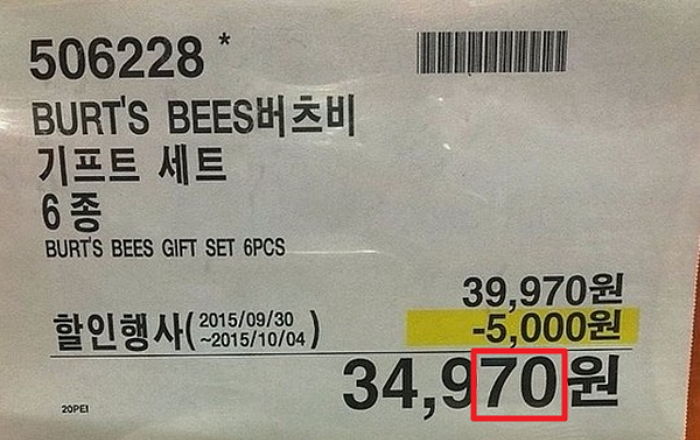 506228 *
BURT'S BEES버츠비
기프트 세트
6종
BURT'S BEES GIFT SET 6PCS
39,970원
할인행사(2015/09/30
~2015/10/04)
-5,000원
34,970원
20PEI